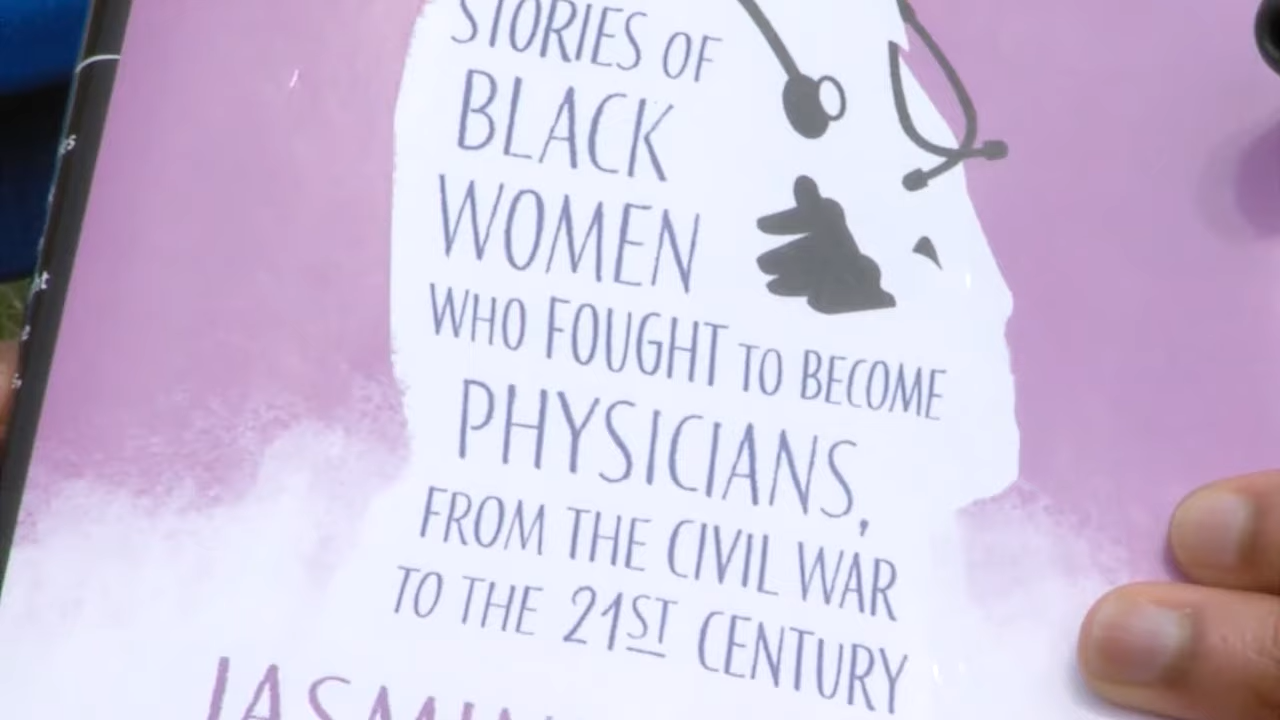 STORIES OF
BLACK
WOMEN
WHO FOUGHT TO BECOME
PHYSICIANS,
FROM THE CIVIL WAR
TO THE 21ST CENTURY